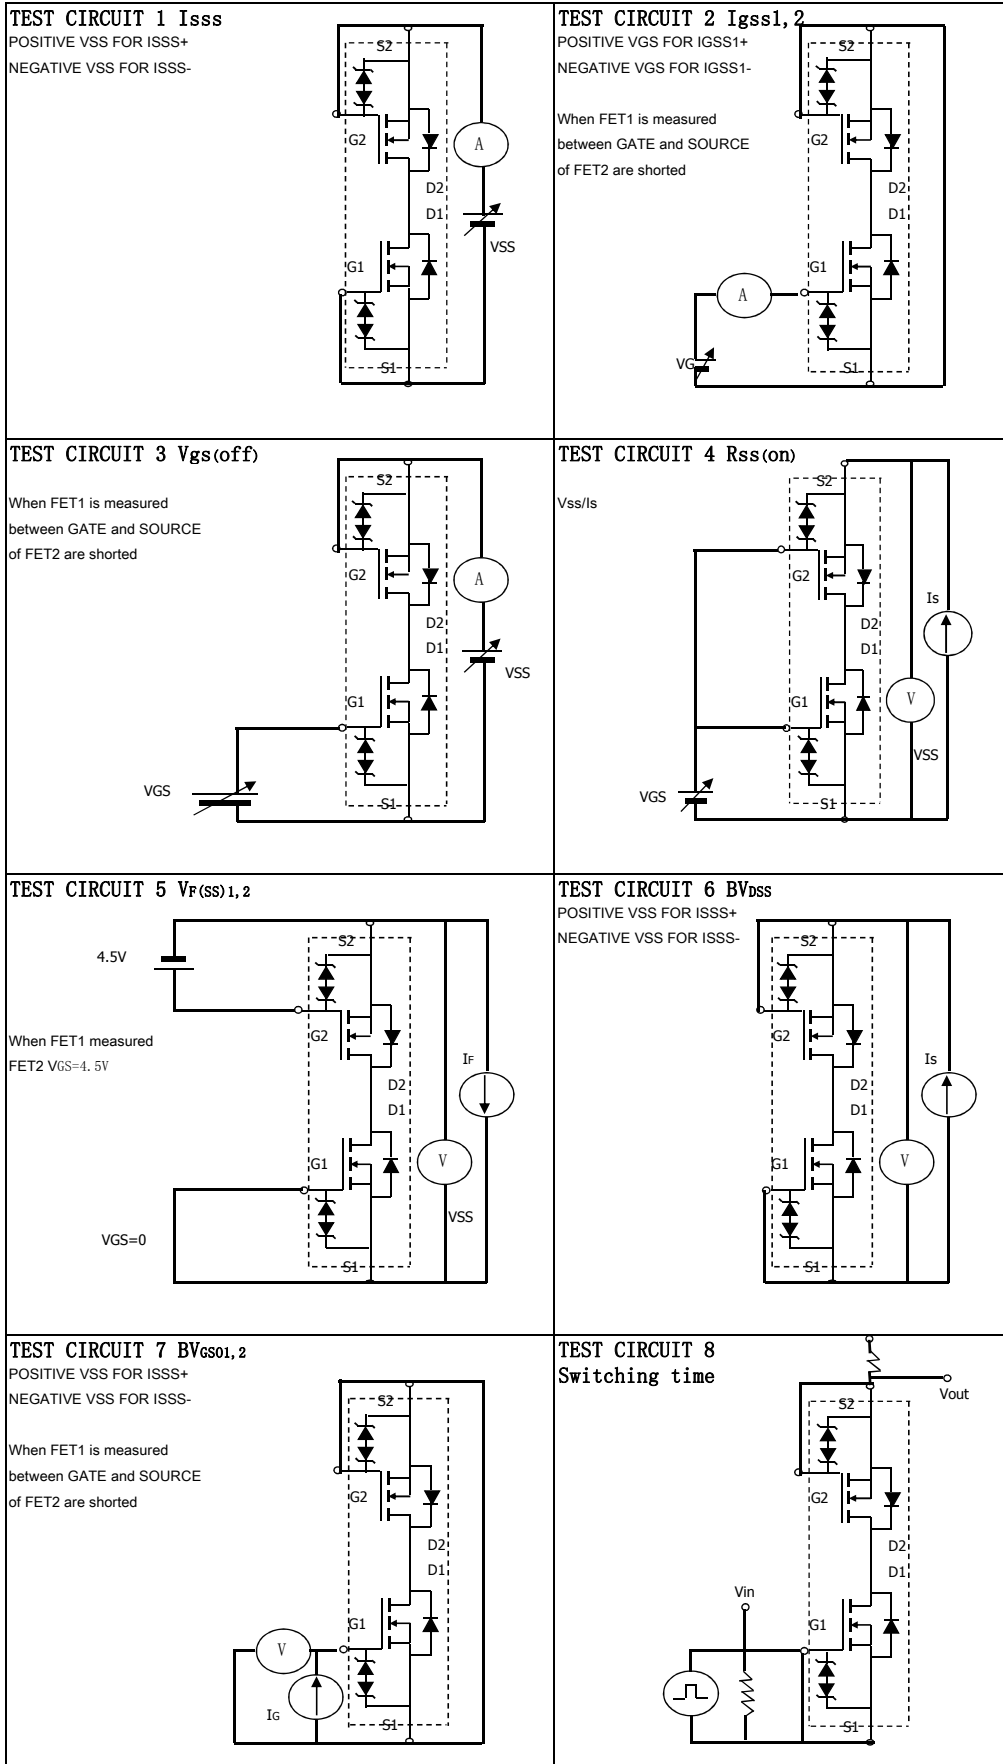 TEST CIRCUIT 1 Isss
POSITIVE VSS FOR ISSS+
NEGATIVE VSS FOR ISSS-
S2
G2
A
D2
D1
VSS
G1
S1
TEST CIRCUIT 2 Igss1,2
POSITIVE VGS FOR IGSS1+
NEGATIVE VGS FOR IGSS1-
When FET1 is measured
between GATE and SOURCE
of FET2 are shorted
S2
G2
D2
D1
G1
A
VG
S1
TEST CIRCUIT 3 Vgs(off)
When FET1 is measured
between GATE and SOURCE
of FET2 are shorted
S2
G2
A
D2
D1
VSS
G1
VGS
S1
TEST CIRCUIT 4 Rss(on)
Vss/Is
S2
G2
Is
D2
D1
G1
V
VSS
VGS
S1
TEST CIRCUIT 5 VF(SS)1,2
4.5V
When FET1 measured
FET2 VGS=4.5V
S2
G2
IF
D2
D1
G1
V
VSS
VGS=0
S1
TEST CIRCUIT 6 BVDSS
POSITIVE VSS FOR ISSS+
NEGATIVE VSS FOR ISSS-
S2
G2
Is
D2
D1
G1
V
S1
TEST CIRCUIT 7 BVGSO1,2
POSITIVE VSS FOR ISSS+
NEGATIVE VSS FOR ISSS-
When FET1 is measured
between GATE and SOURCE
of FET2 are shorted
S2
G2
D2
D1
G1
V
IG
S1
TEST CIRCUIT 8
Switching time
Vout
S2
G2
D2
D1
Vin
G1
S1